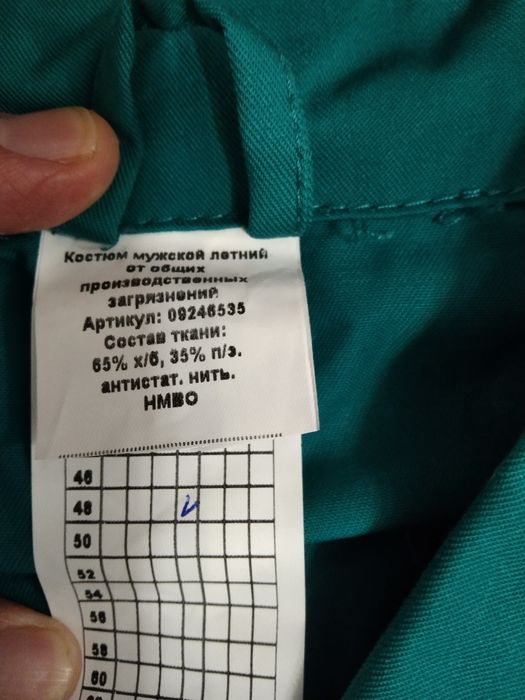 Костюм мужской летний
от общих
производственных
загрязнений
Артикул: 09246535
Состав ткани:
65% х/б, 35% п/э.
антистат. нить.
НМВО
46
48
50
52
54
56
58
60